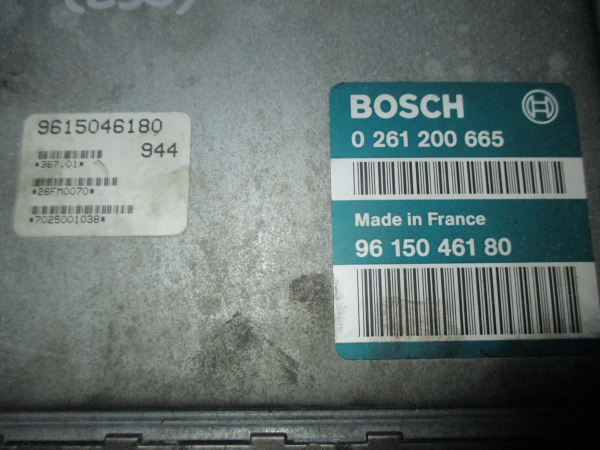 9615046180
944
*367.01*
*26FM0070*
*7025001038*
BOSCH
0 261 200 665
Made in France
96 150 461 80